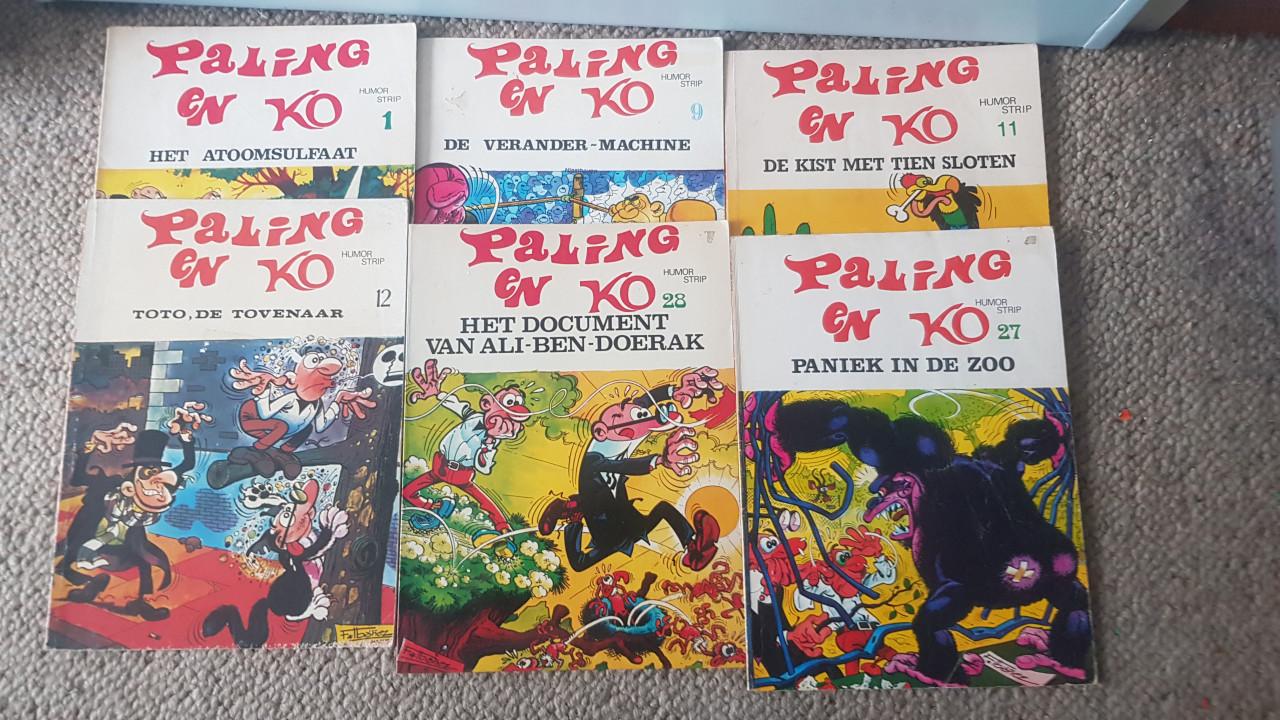 PALING
EN KO
HUMOR
STRIP
1
HET ATOOMSULFAAT
PALING
EN KO
HUMOR
STRIP
9
DE VERANDER-MACHINE
PALING
EN KO
HUMOR
STRIP
11
DE KIST MET TIEN SLOTEN
PALING
EN KO
HUMOR
STRIP
12
TOTO, DE TOVENAAR
F. Ibañez
PALING
EN KO
HUMOR
STRIP
28
HET DOCUMENT
VAN ALI-BEN-DOERAK
PALING
EN KO
HUMOR
STRIP
27
PANIEK IN DE ZOO